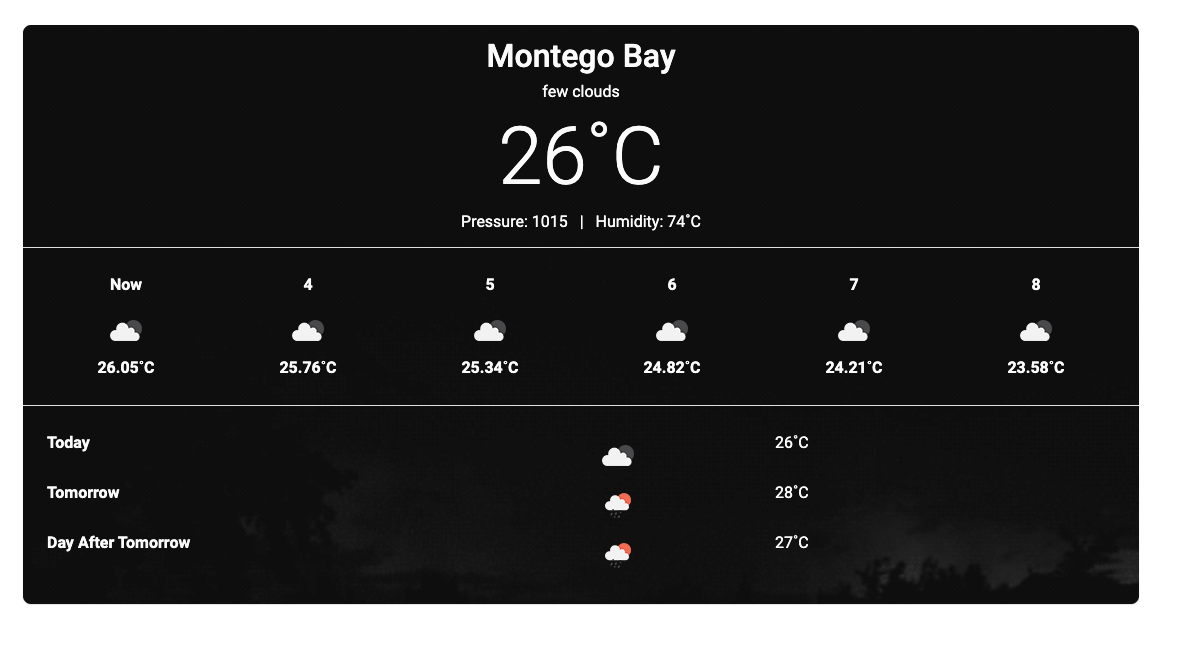 Montego Bay
few clouds
26˚C
Pressure: 1015 | Humidity: 74˚C
Now 4 5 6 7 8
26.05˚C 25.76˚C 25.34˚C 24.82˚C 24.21˚C 23.58˚C
Today 26˚C
Tomorrow 28˚C
Day After Tomorrow 27˚C